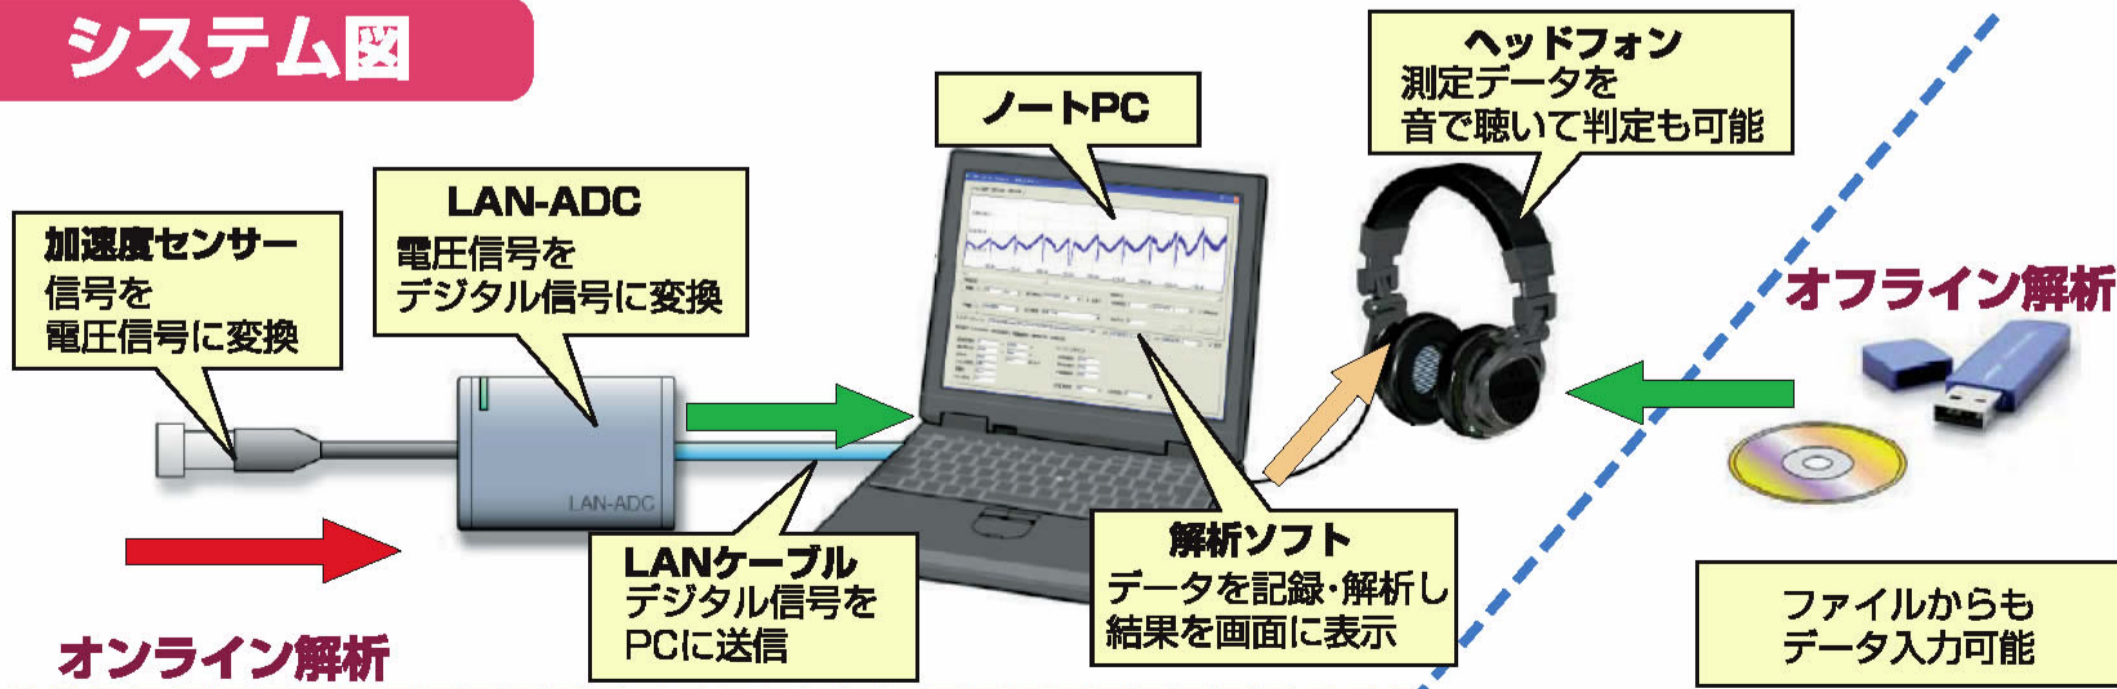 システム図
加速度センサー
信号を
電圧信号に変換
LAN-ADC
電圧信号を
デジタル信号に変換
LAN-ADC
LANケーブル
デジタル信号を
PCに送信
ノートPC
解析ソフト
データを記録･解析し
結果を画面に表示
ヘッドフォン
測定データを
音で聴いて判定も可能
オンライン解析
オフライン解析
ファイルからも
データ入力可能